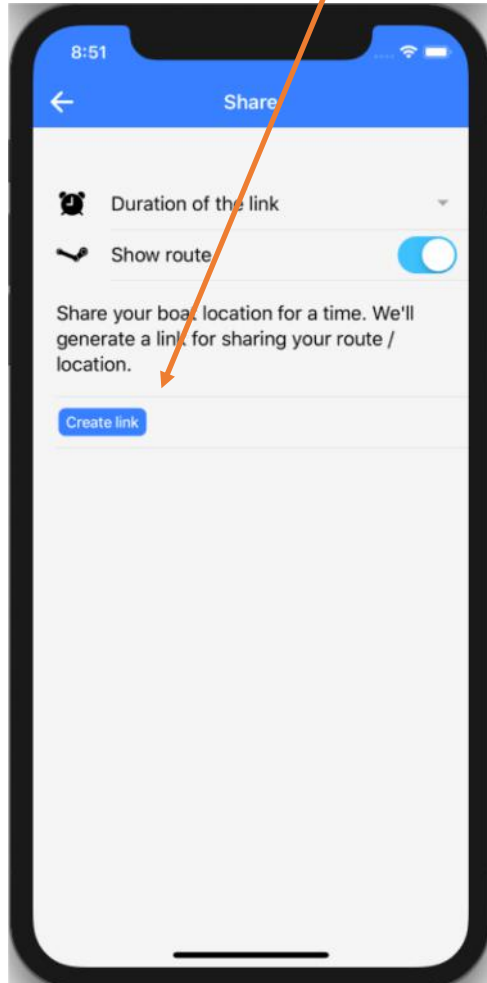 8:51
Share
Duration of the link
Show route
Share your boat location for a time. We'll
generate a link for sharing your route /
location.
Create link